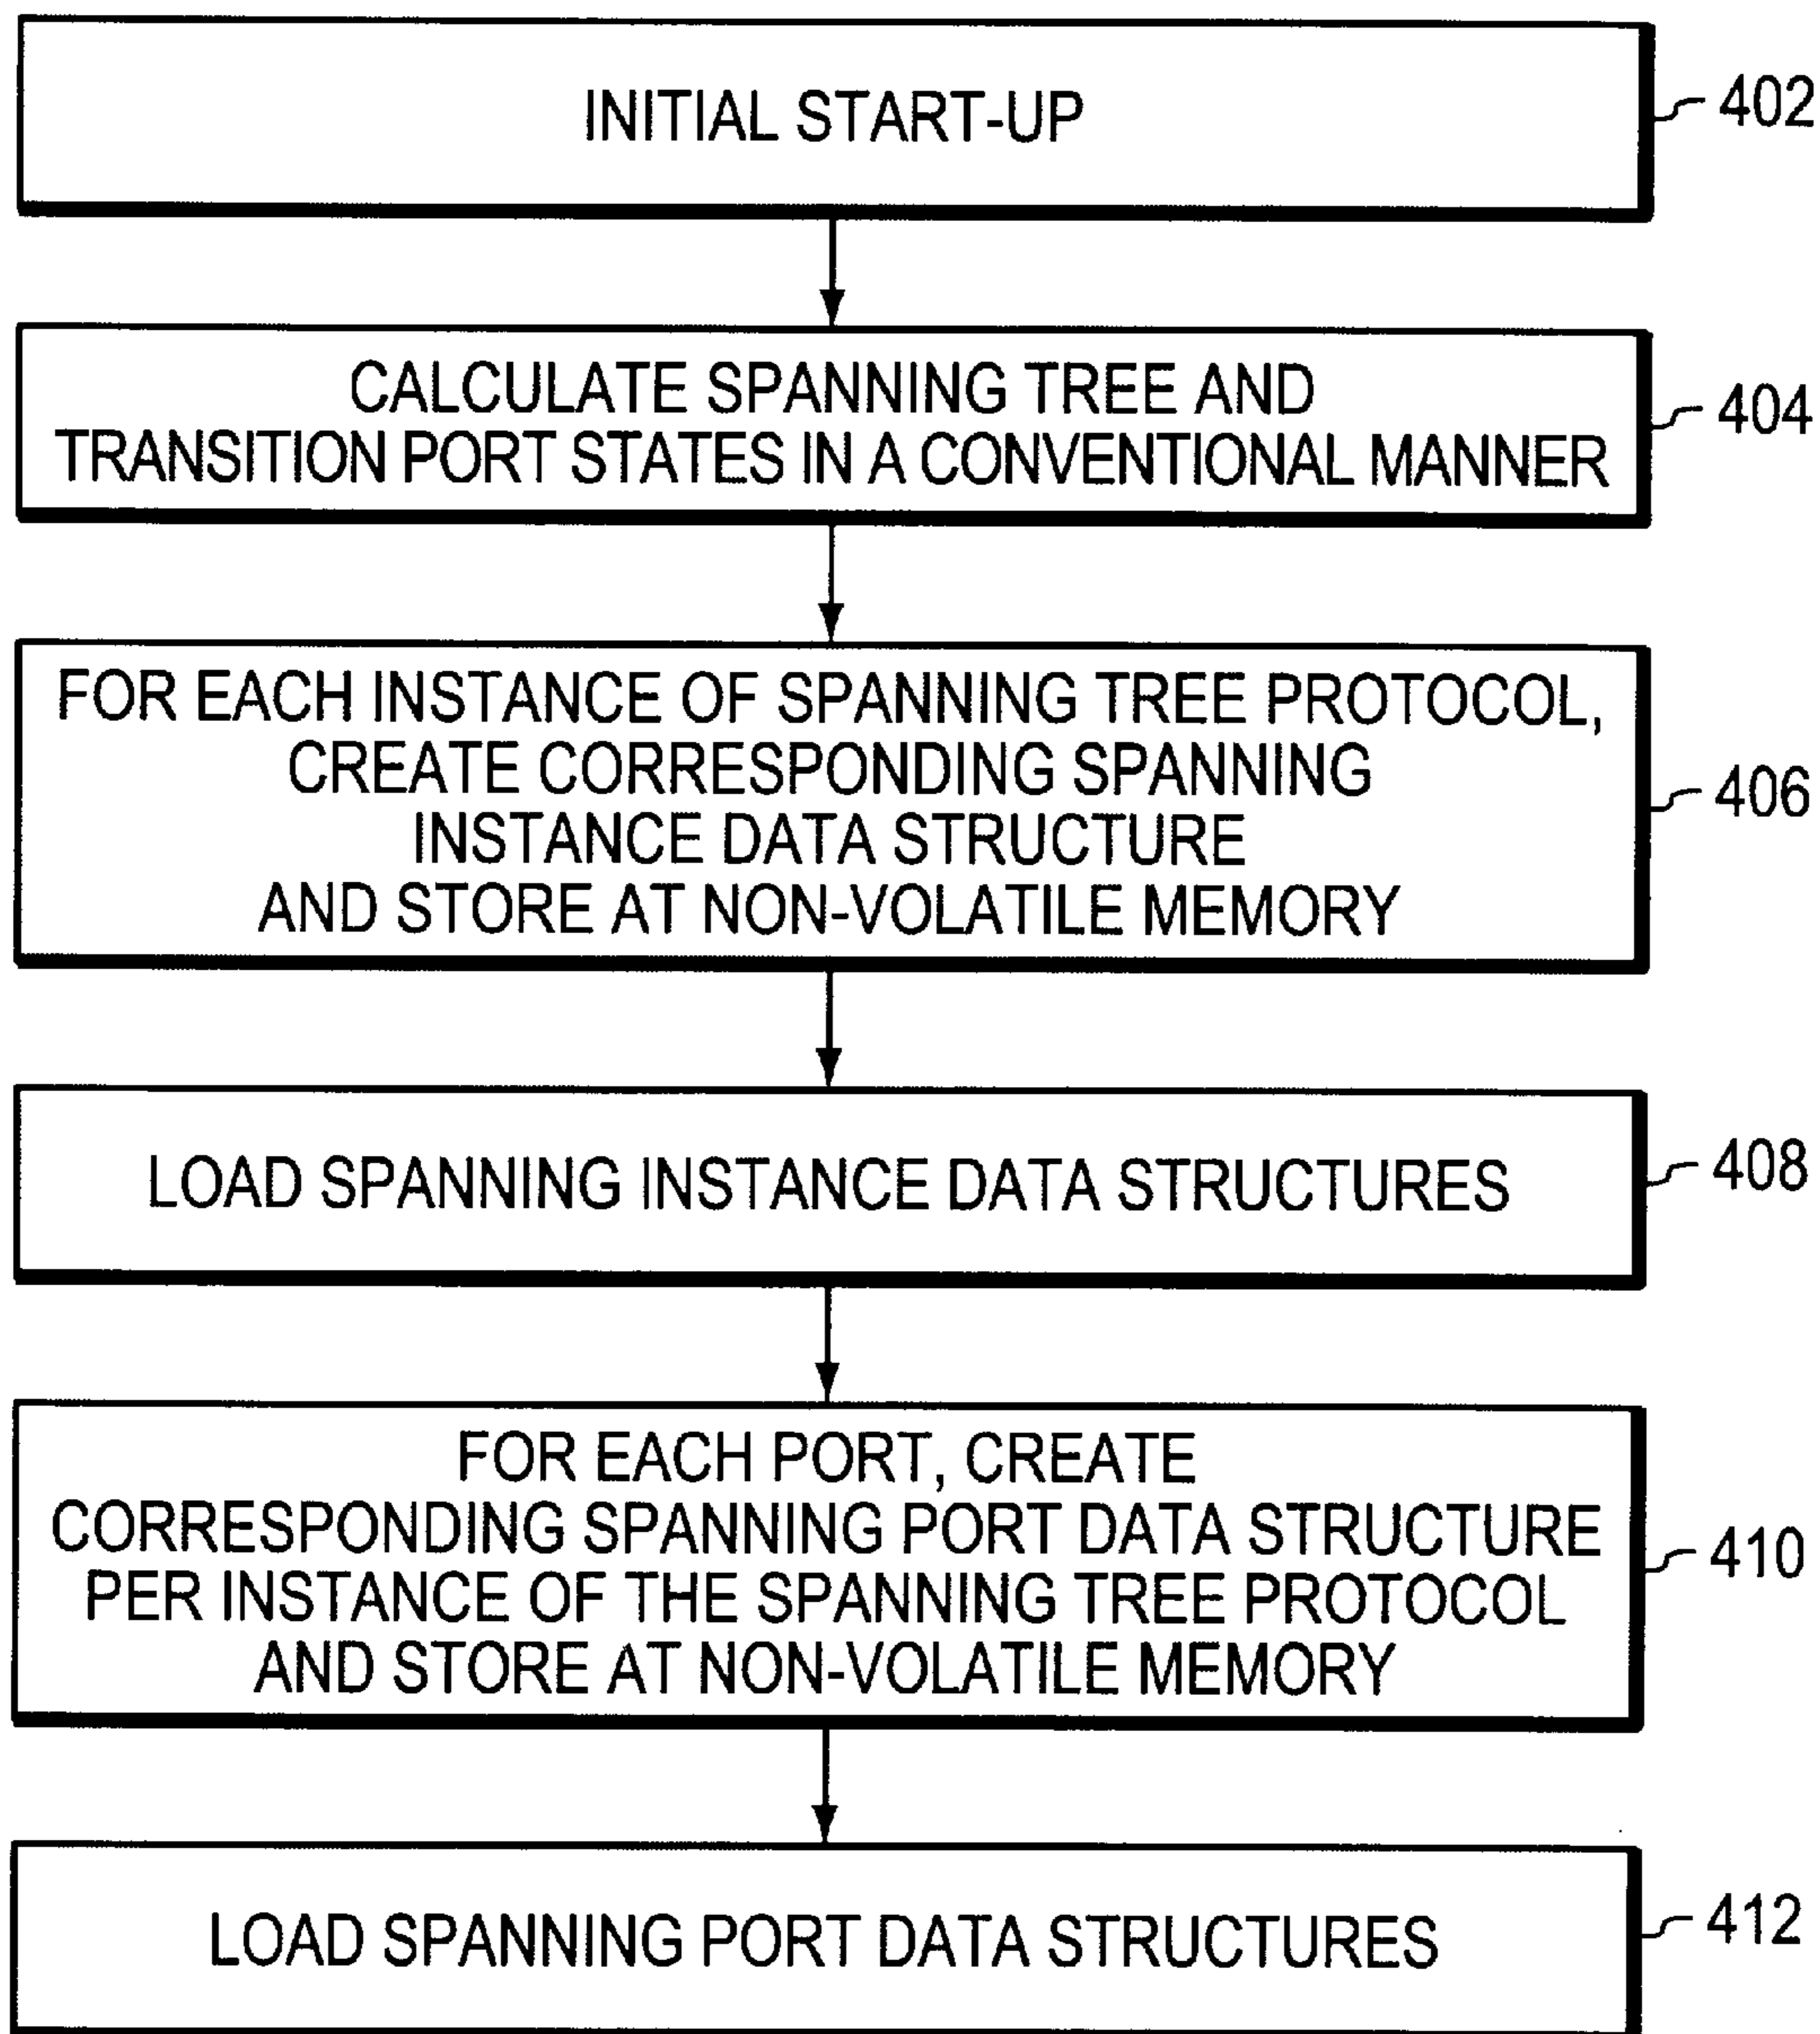 INITIAL START-UP
402
CALCULATE SPANNING TREE AND
TRANSITION PORT STATES IN A CONVENTIONAL MANNER
404
FOR EACH INSTANCE OF SPANNING TREE PROTOCOL,
CREATE CORRESPONDING SPANNING
INSTANCE DATA STRUCTURE
AND STORE AT NON-VOLATILE MEMORY
406
LOAD SPANNING INSTANCE DATA STRUCTURES
408
FOR EACH PORT, CREATE
CORRESPONDING SPANNING PORT DATA STRUCTURE
PER INSTANCE OF THE SPANNING TREE PROTOCOL
AND STORE AT NON-VOLATILE MEMORY
410
LOAD SPANNING PORT DATA STRUCTURES
412